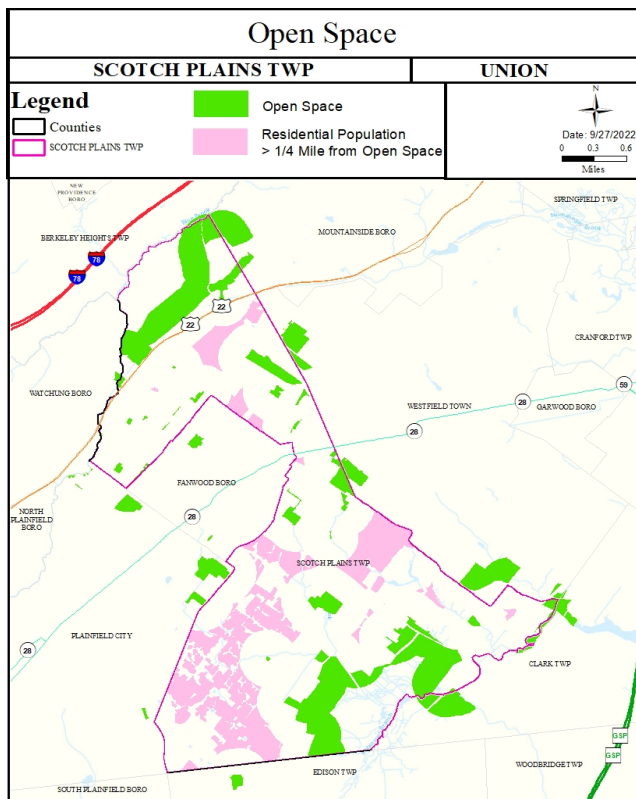 Open Space
SCOTCH PLAINS TWP
UNION
Legend
Counties
SCOTCH PLAINS TWP
Open Space
Residential Population
> 1/4 Mile from Open Space
N
Date: 9/27/2022
0 0.3 0.6
Miles
NEW
PROVIDENCE
BORO
SPRINGFIELD TWP
BERKELEY HEIGHTS TWP
MOUNTAINSIDE BORO
78
78
22
22
CRANFORD TWP
WATCHUNG BORO
59
28
WESTFIELD TOWN
GARWOOD BORO
28
FANWOOD BORO
NORTH
PLAINFIELD
BORO
28
SCOTCH PLAINS TWP
PLAINFIELD CITY
28
CLARK TWP
GSP
GSP
EDISON TWP
WOODBRIDGE TWP
SOUTH PLAINFIELD BORO